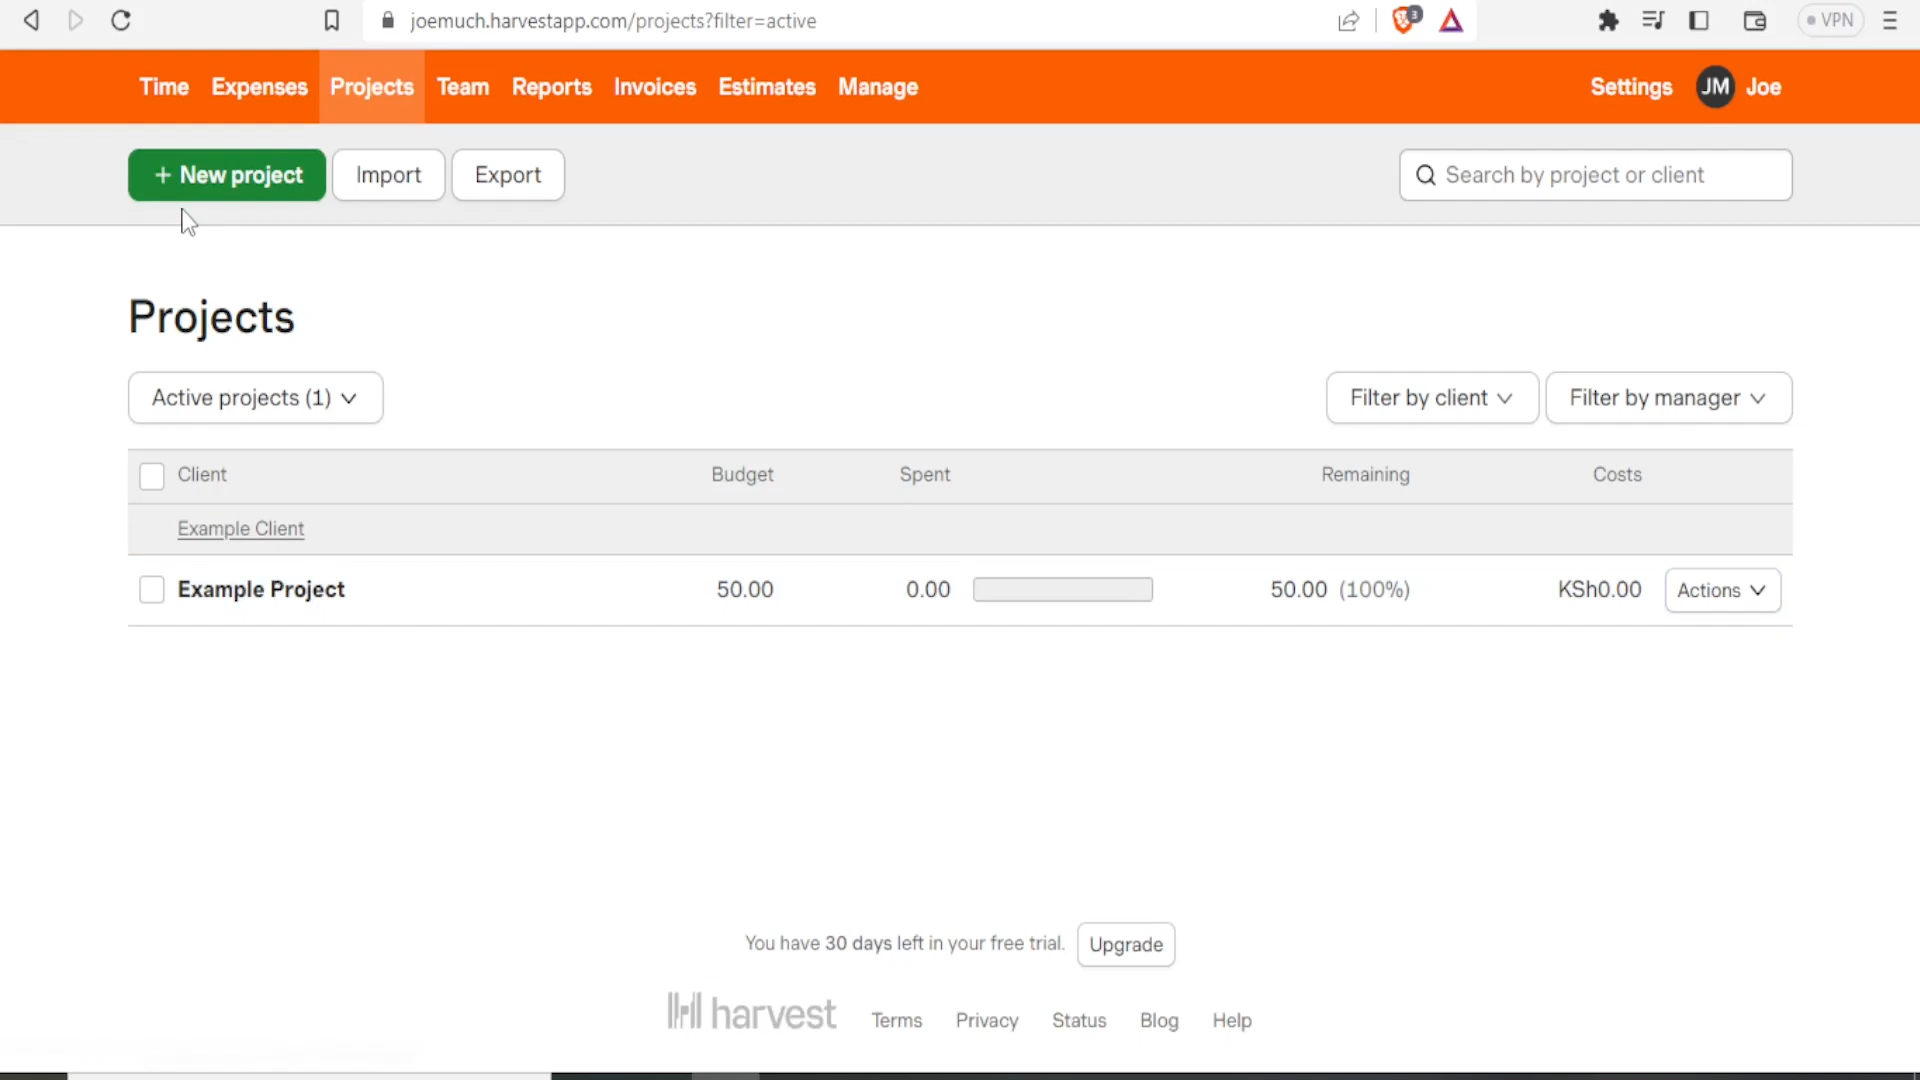 joemuch.harvestapp.com/projects?filter=active
3
VPN
Time Expenses Projects Team Reports Invoices Estimates Manage Settings JM Joe
+ New project Import Export Search by project or client
Projects
Active projects (1) Filter by client Filter by manager
Client Budget Spent Remaining Costs
Example Client
Example Project 50.00 0.00 50.00 (100%) KSh0.00 Actions
You have 30 days left in your free trial. Upgrade
harvest Terms Privacy Status Blog Help